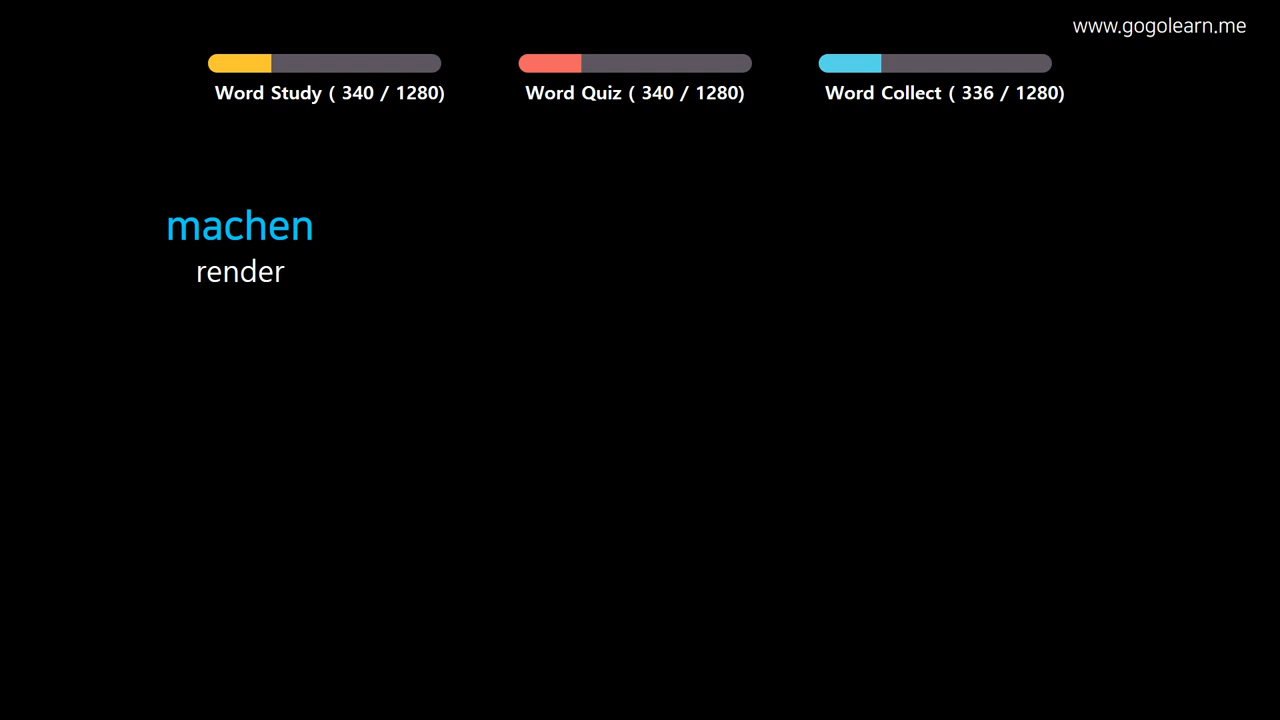 www.gogolearn.me
Word Study ( 340 / 1280)
Word Quiz ( 340 / 1280)
Word Collect ( 336 / 1280)
machen
render